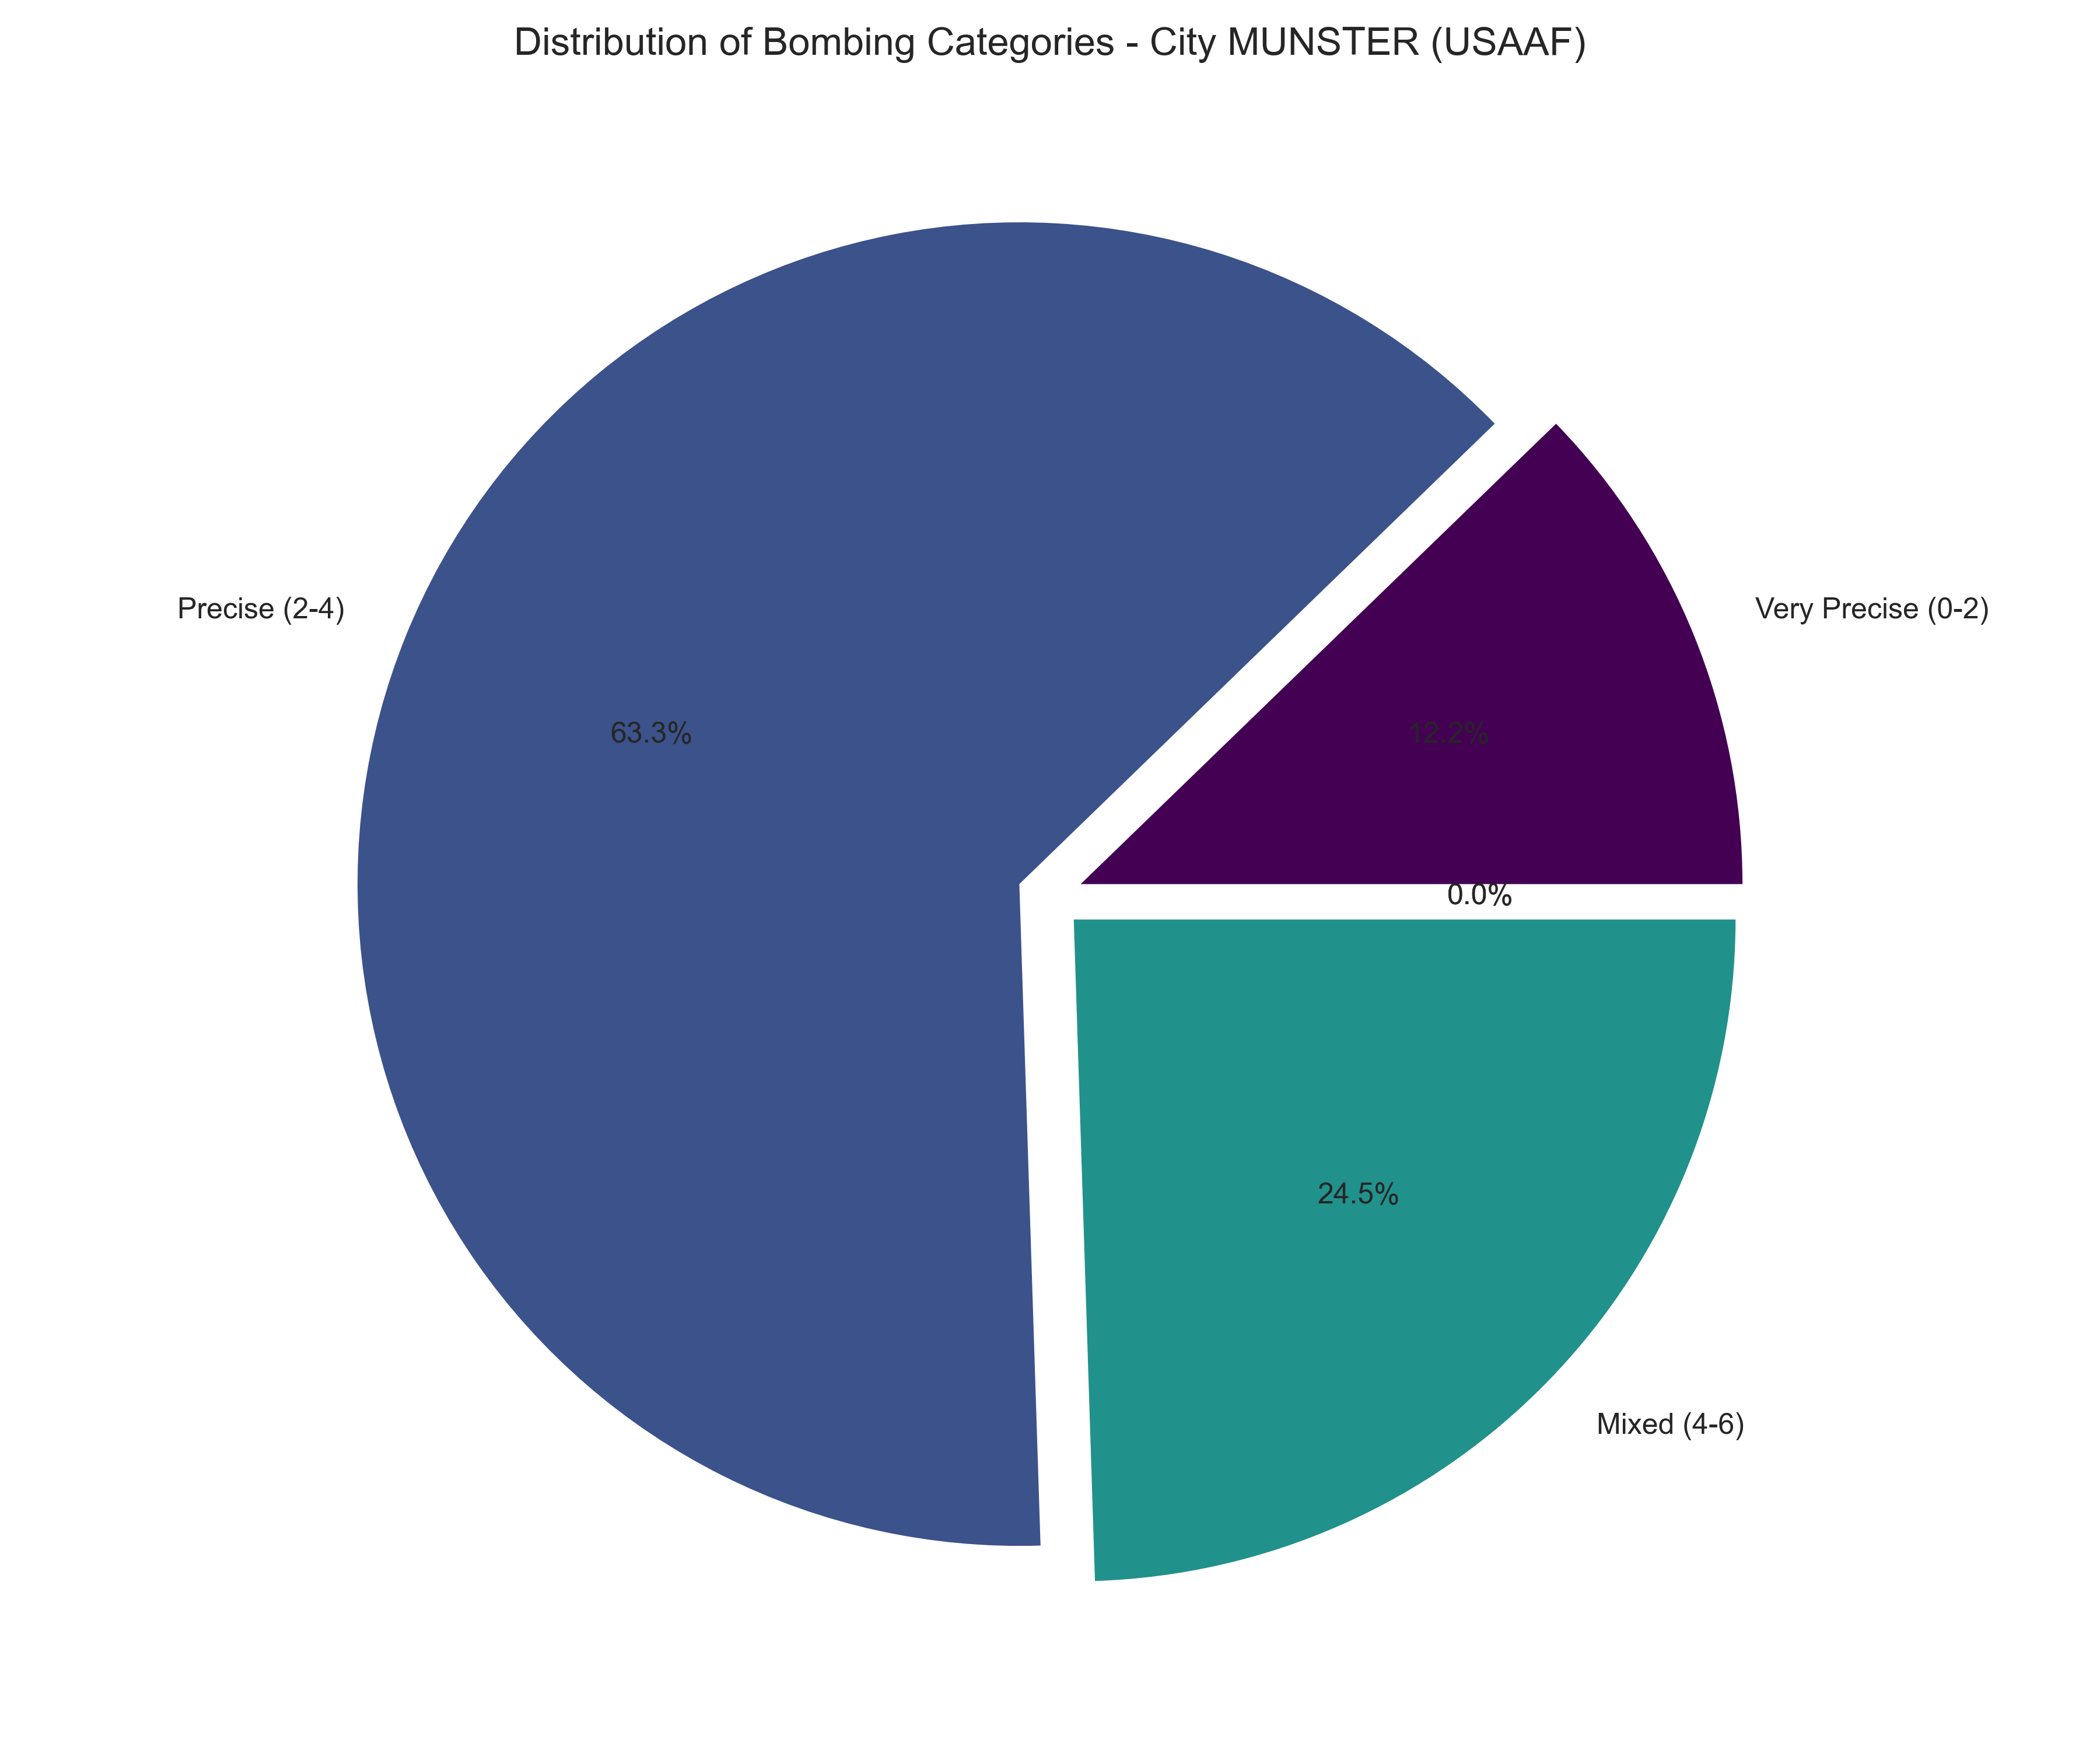 Distribution of Bombing Categories - City MUNSTER (USAAF)
Precise (2-4)
Very Precise (0-2)
63.3%
12.2%
0.0%
24.5%
Mixed (4-6)